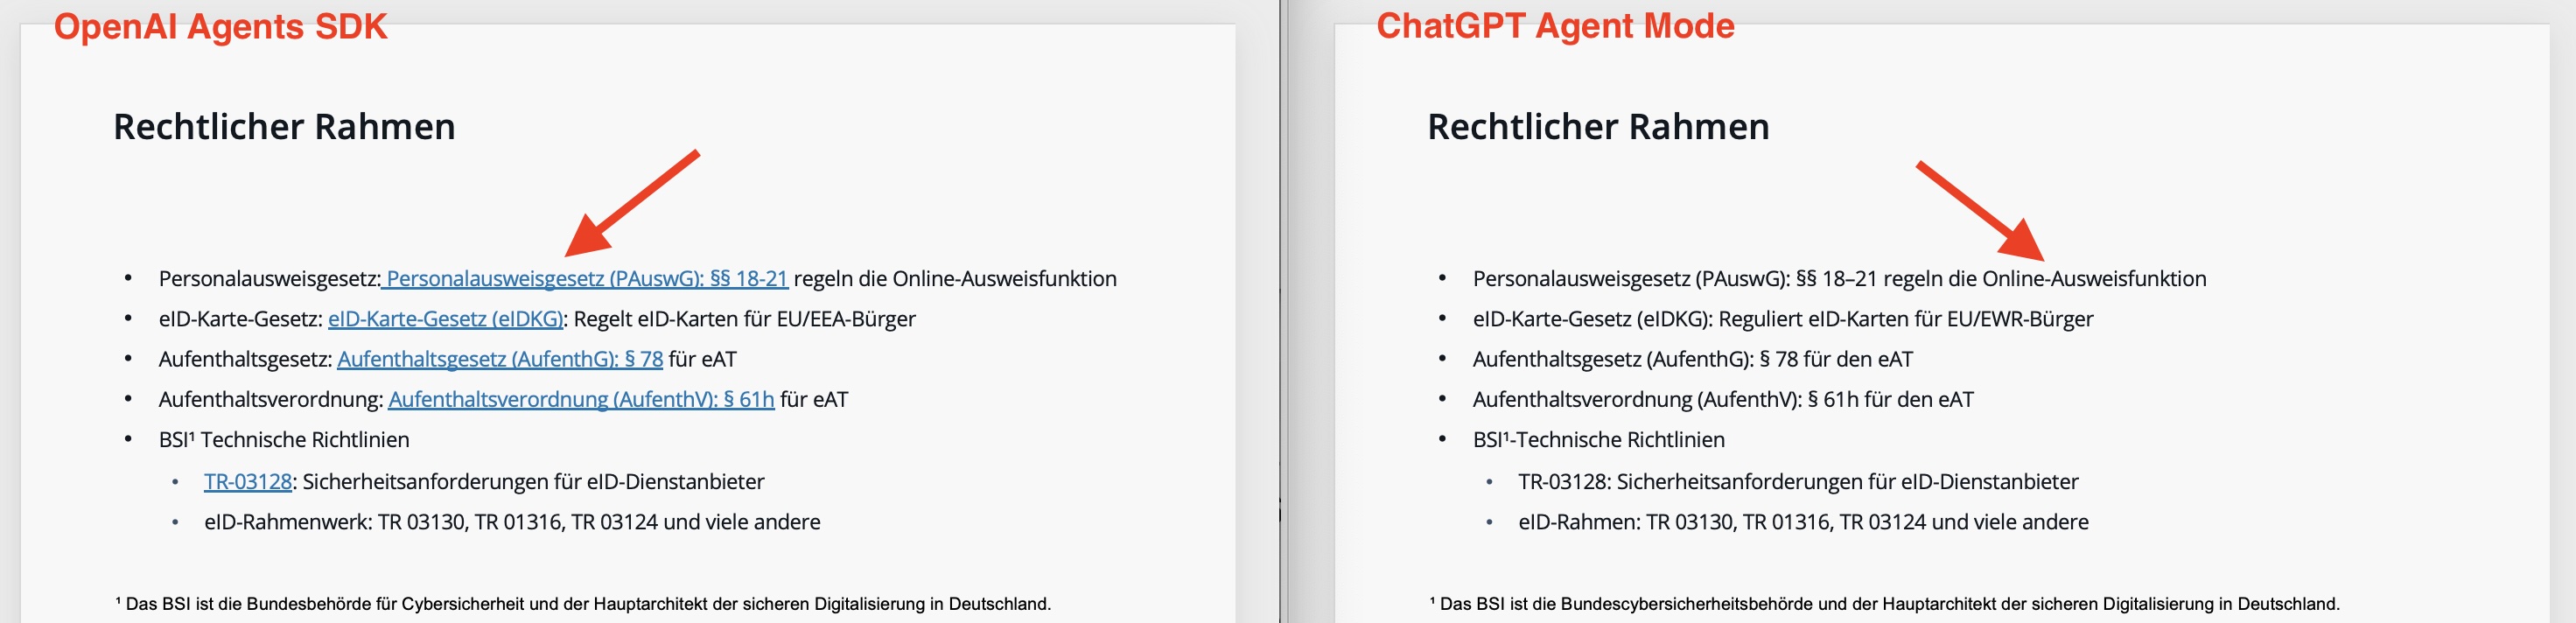 OpenAI Agents SDK
Rechtlicher Rahmen
• Personalausweisgesetz: Personalausweisgesetz (PAuswG): §§ 18-21 regeln die Online-Ausweisfunktion
• eID-Karte-Gesetz: eID-Karte-Gesetz (eIDKG): Regelt eID-Karten für EU/EEA-Bürger
• Aufenthaltsgesetz: Aufenthaltsgesetz (AufenthG): § 78 für eAT
• Aufenthaltsverordnung: Aufenthaltsverordnung (AufenthV): § 61h für eAT
• BSI¹ Technische Richtlinien
• TR-03128: Sicherheitsanforderungen für eID-Dienstanbieter
• eID-Rahmenwerk: TR 03130, TR 01316, TR 03124 und viele andere
¹ Das BSI ist die Bundesbehörde für Cybersicherheit und der Hauptarchitekt der sicheren Digitalisierung in Deutschland.
ChatGPT Agent Mode
Rechtlicher Rahmen
• Personalausweisgesetz (PAuswG): §§ 18–21 regeln die Online-Ausweisfunktion
• eID-Karte-Gesetz (eIDKG): Reguliert eID-Karten für EU/EWR-Bürger
• Aufenthaltsgesetz (AufenthG): § 78 für den eAT
• Aufenthaltsverordnung (AufenthV): § 61h für den eAT
• BSI¹-Technische Richtlinien
• TR-03128: Sicherheitsanforderungen für eID-Dienstanbieter
• eID-Rahmen: TR 03130, TR 01316, TR 03124 und viele andere
¹ Das BSI ist die Bundescybersicherheitsbehörde und der Hauptarchitekt der sicheren Digitalisierung in Deutschland.